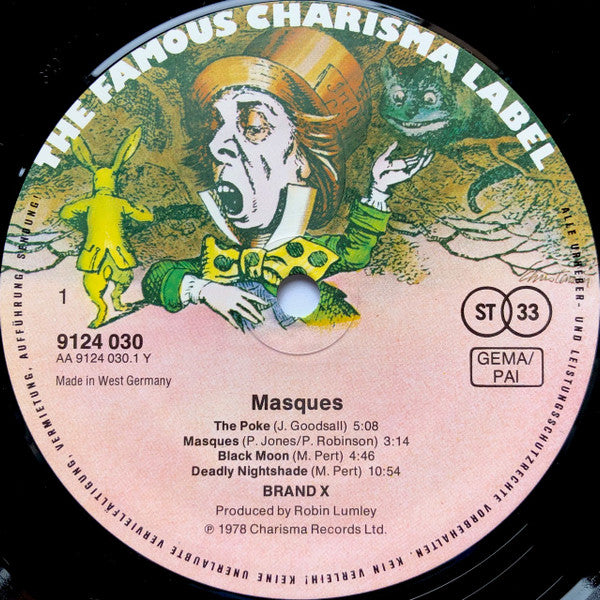 THE FAMOUS CHARISMA LABEL
1
9124 030
AA 9124 030.1 Y
Made in West Germany
ST 33
GEMA/
PAI
Masques
The Poke (J. Goodsall) 5:08
Masques (P. Jones/P. Robinson) 3:14
Black Moon (M. Pert) 4:46
Deadly Nightshade (M. Pert) 10:54
BRAND X
Produced by Robin Lumley
℗ 1978 Charisma Records Ltd.
ALLE URHEBER- UND LEISTUNGSSCHUTZRECHTE VORBEHALTEN. KEIN VERLEIH! KEINE UNERLAUBTE VERVIELFÄLTIGUNG, VERMIETUNG, AUFFÜHRUNG, SENDUNG.